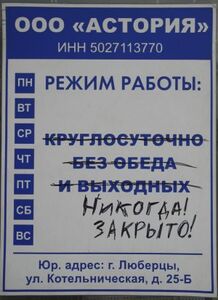 ООО «АСТОРИЯ»
ИНН 5027113770
РЕЖИМ РАБОТЫ:
ПН
ВТ
СР
ЧТ
ПТ
СБ
ВС
КРУГЛОСУТОЧНО
БЕЗ ОБЕДА
И ВЫХОДНЫХ
НИКОГДА!
ЗАКРЫТО!
Юр. адрес: г. Люберцы,
ул. Котельническая, д. 25-Б